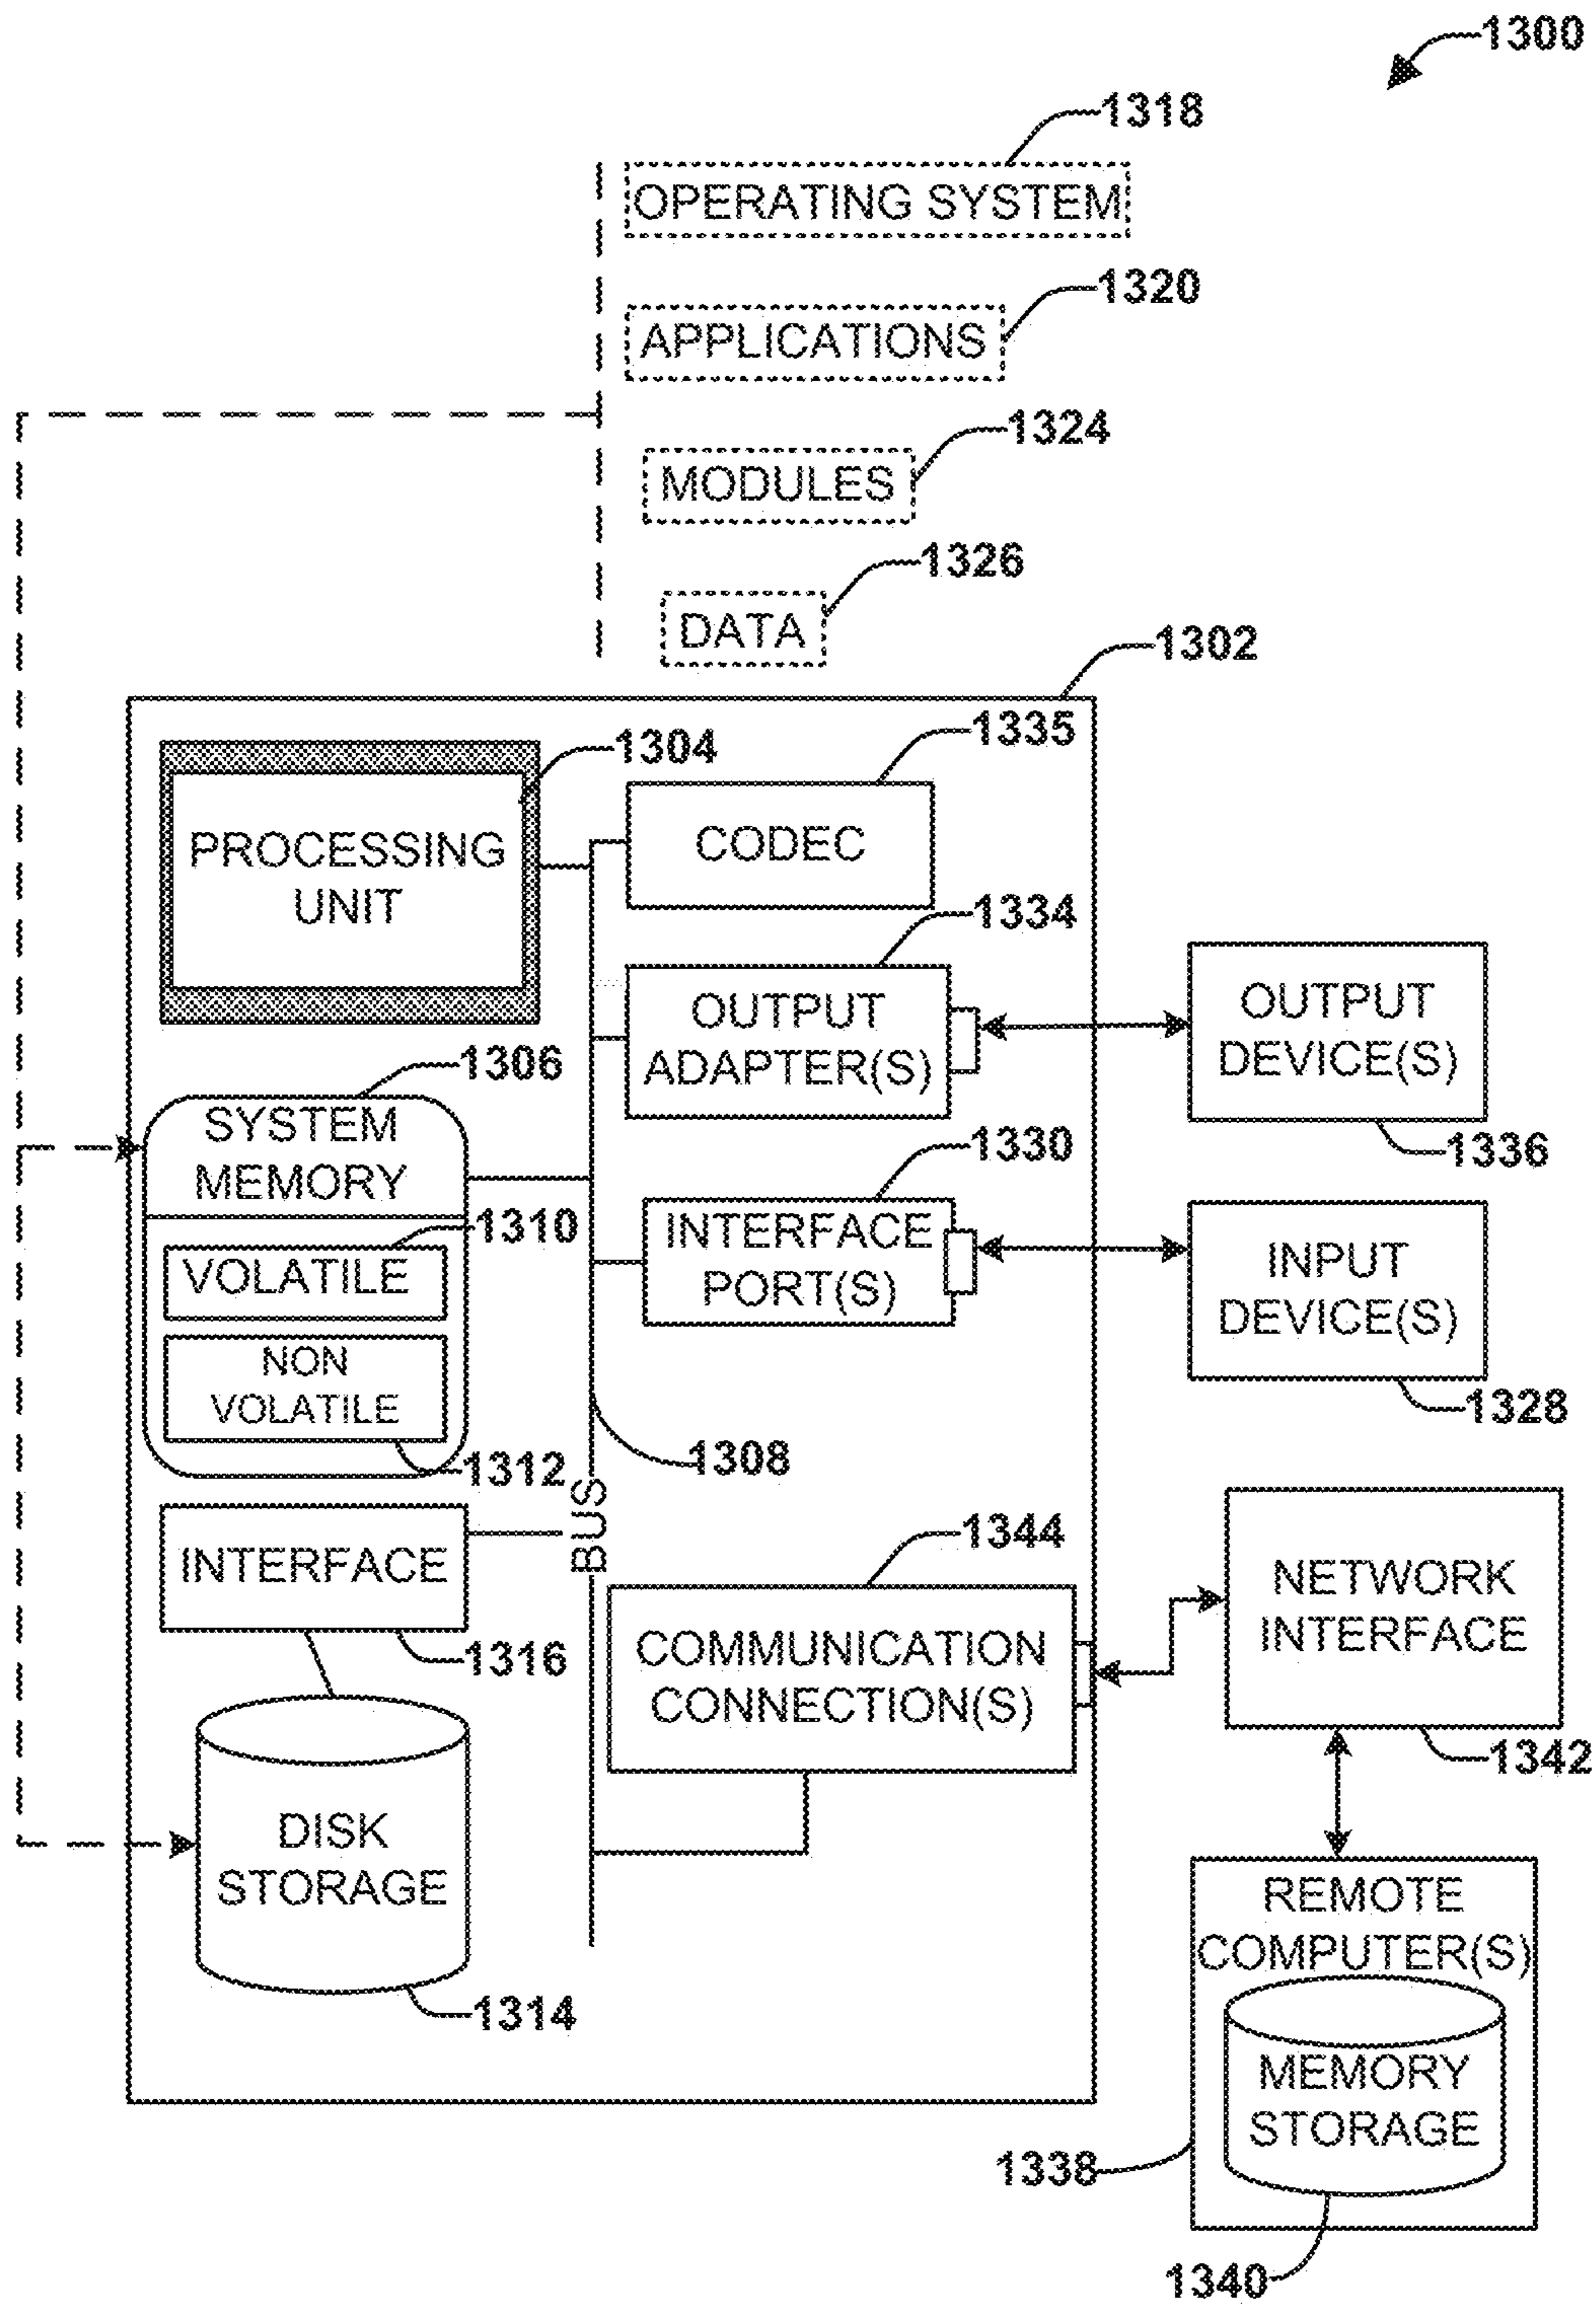 1300
1318
OPERATING SYSTEM
1320
APPLICATIONS
1324
MODULES
1326
DATA
1302
1304
PROCESSING
UNIT
1335
CODEC
1334
OUTPUT
ADAPTER(S)
OUTPUT
DEVICE(S)
1336
1306
SYSTEM
MEMORY
1310
VOLATILE
NON
VOLATILE
1312
1330
INTERFACE
PORT(S)
INPUT
DEVICE(S)
1328
1308
BUS
INTERFACE
1316
1344
COMMUNICATION
CONNECTION(S)
NETWORK
INTERFACE
1342
DISK
STORAGE
1314
REMOTE
COMPUTER(S)
MEMORY
STORAGE
1338
1340